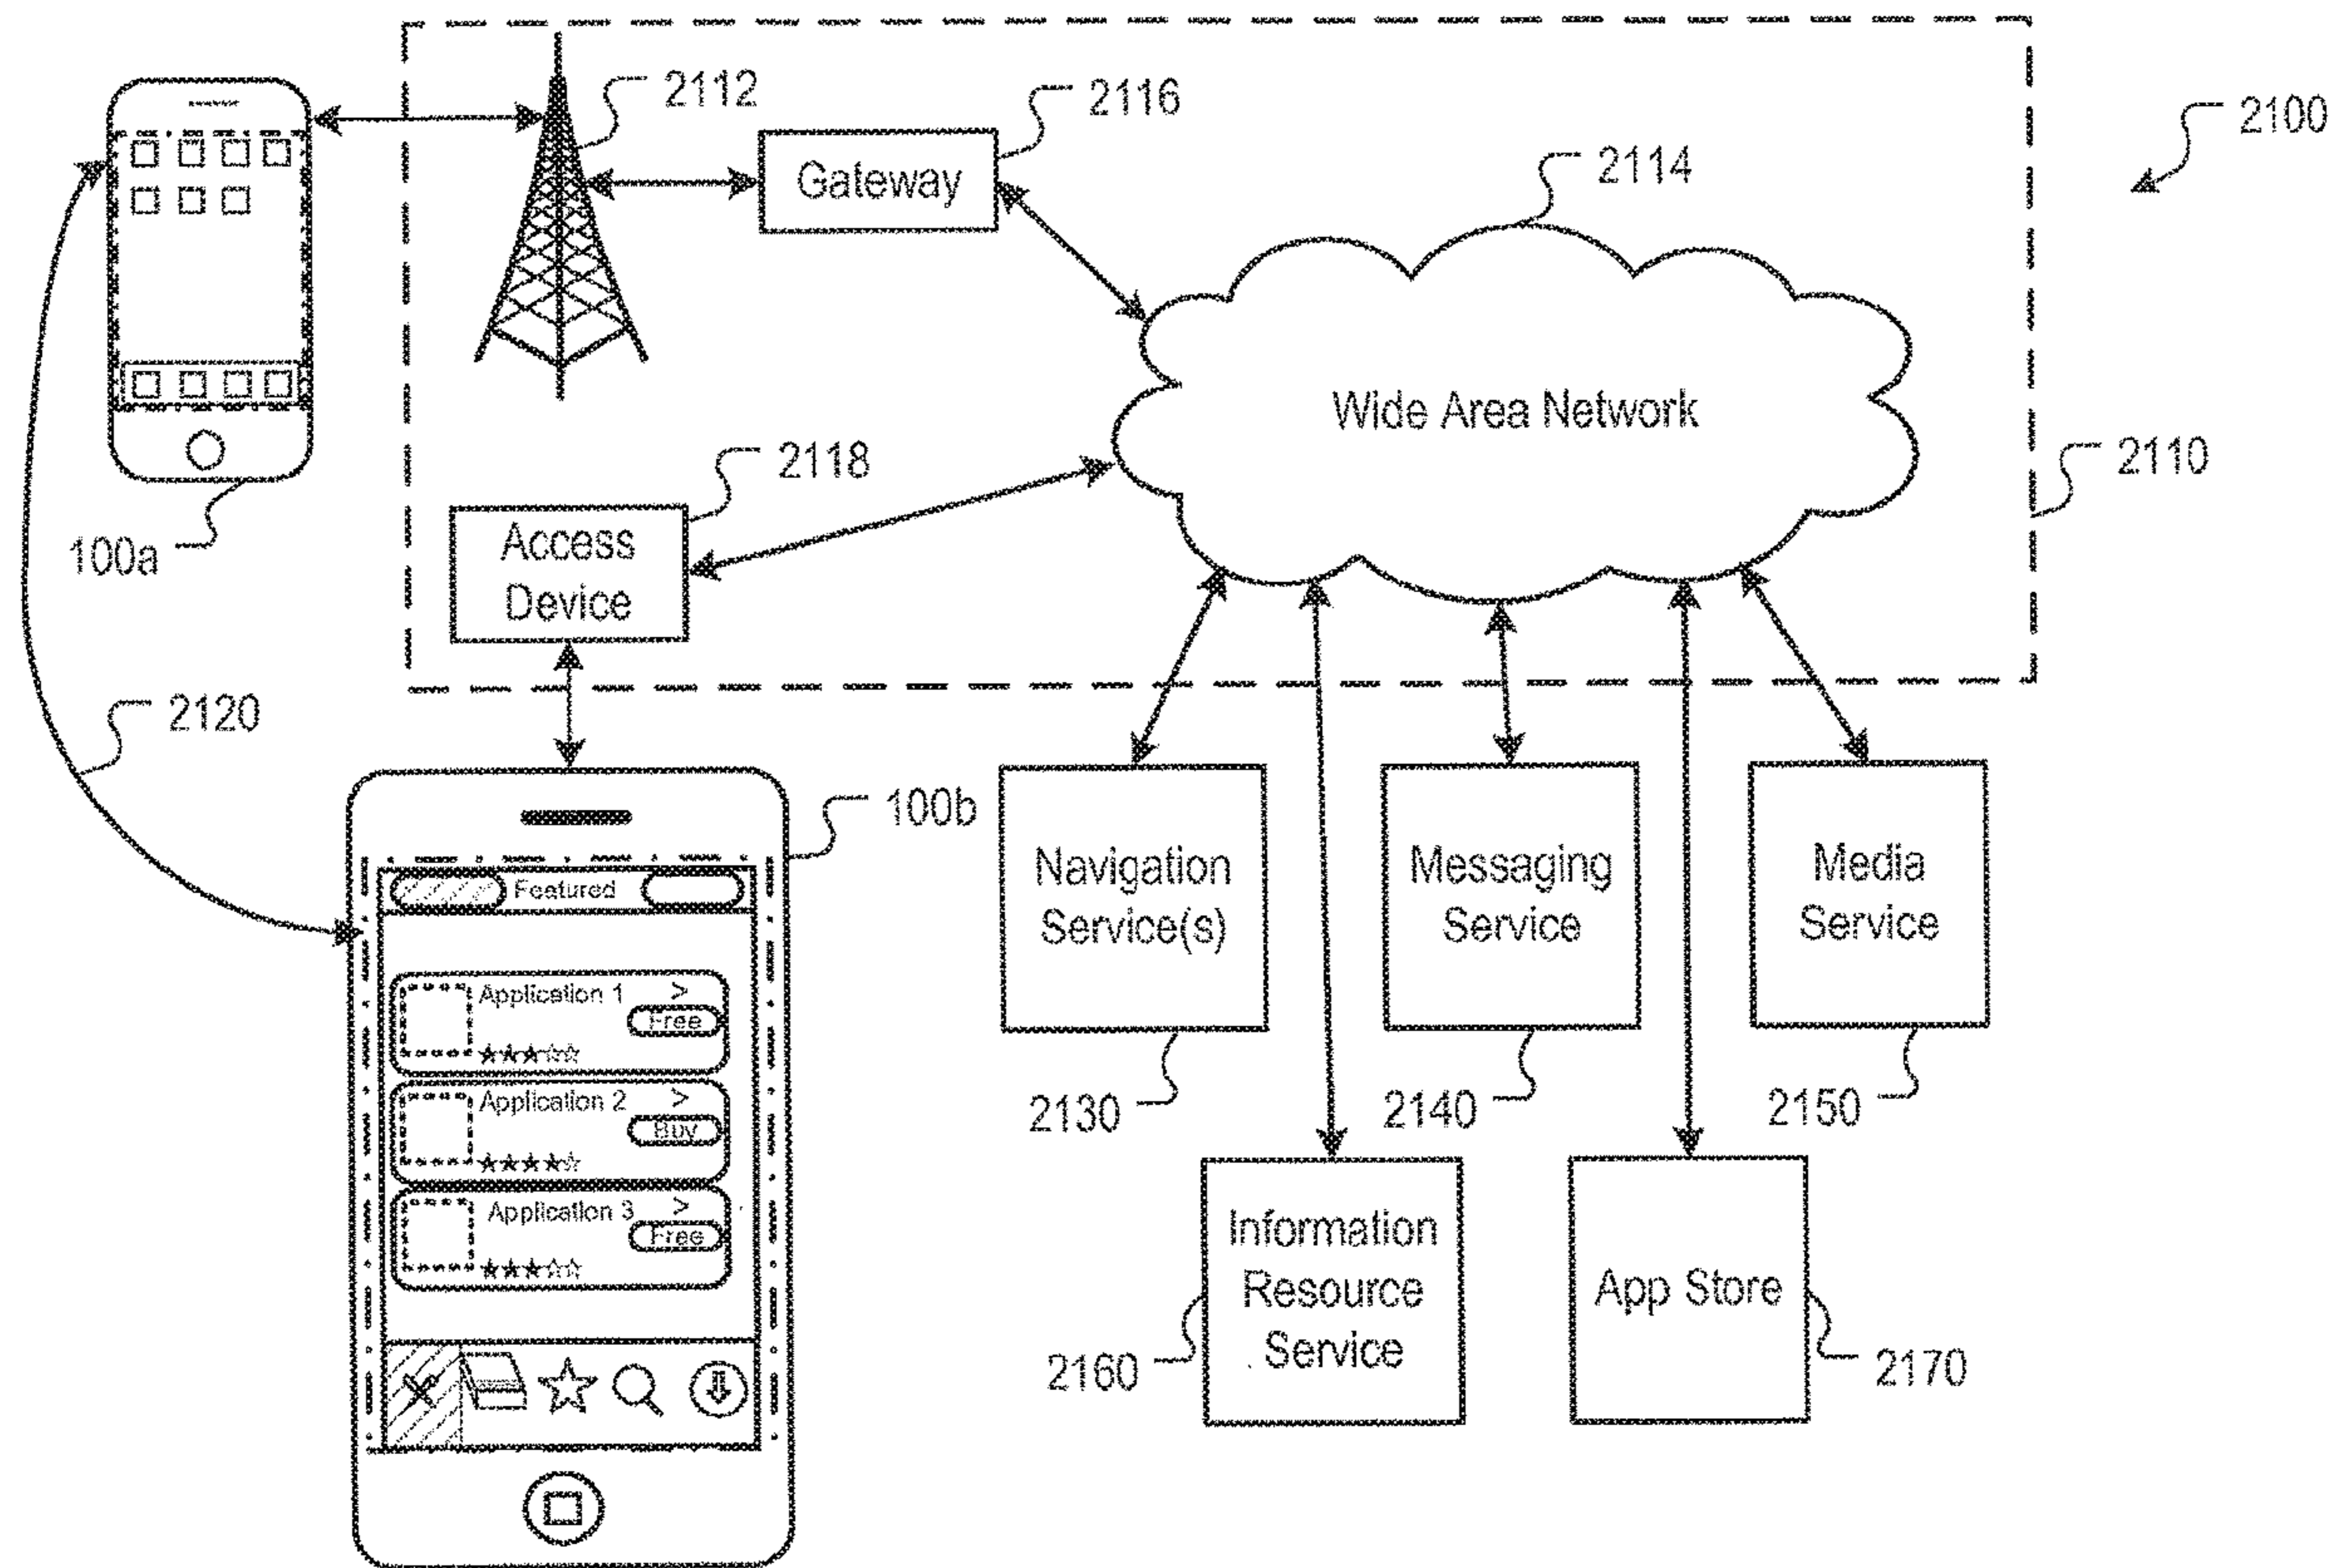 2112
2116
2100
Gateway
2114
Wide Area Network
2118
2110
100a
Access
Device
2120
100b
Featured
Application 1
>
Free
Application 2
>
Buy
Application 3
>
Free
Navigation
Service(s)
Messaging
Service
Media
Service
2130
2140
2150
Information
Resource
Service
App Store
2160
2170